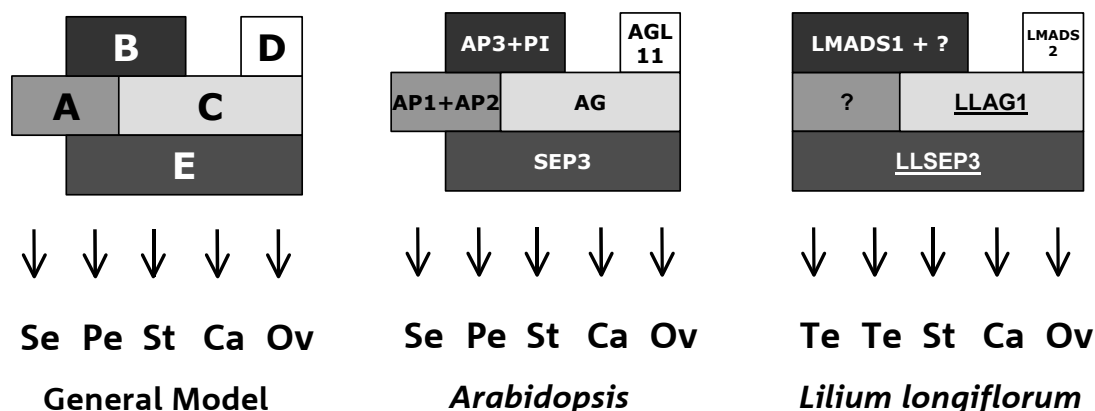 B D
A C
E
Se Pe St Ca Ov
General Model
AP3+PI AGL
11
AP1+AP2 AG
SEP3
Se Pe St Ca Ov
Arabidopsis
LMADS1 + ? LMADS
2
? LLAG1
LLSEP3
Te Te St Ca Ov
Lilium longiflorum